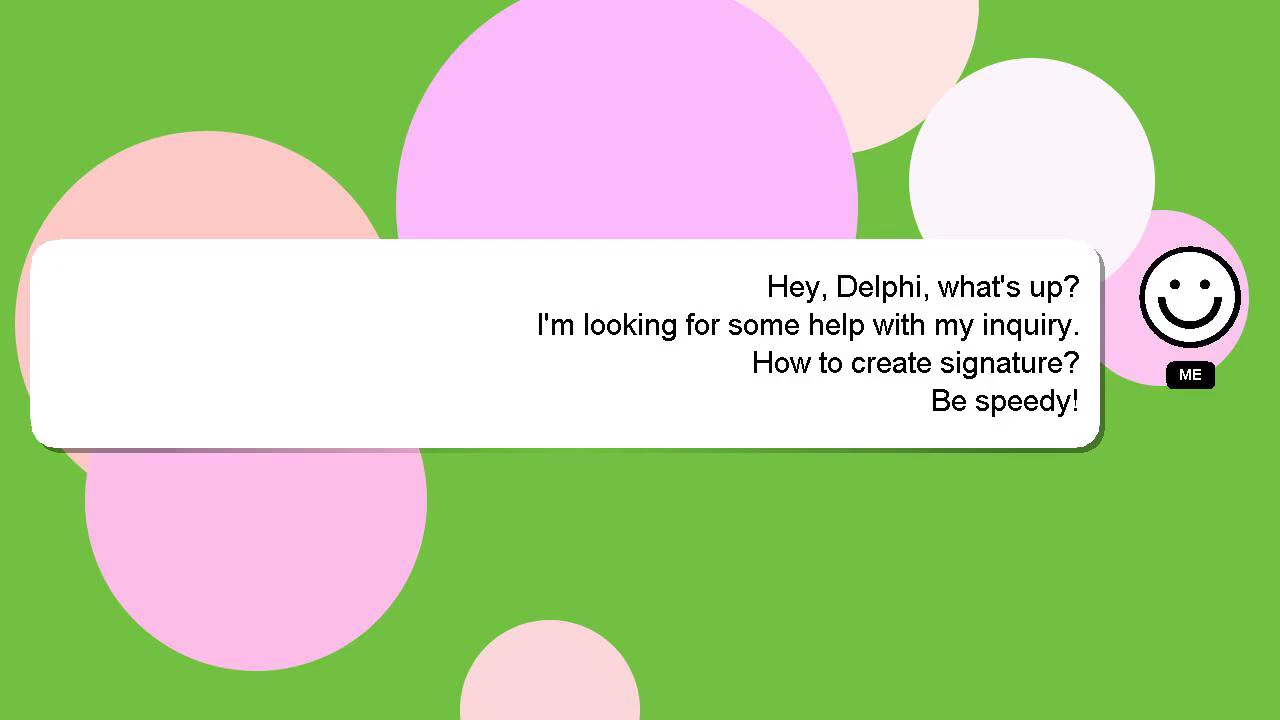 Hey, Delphi, what's up?
I'm looking for some help with my inquiry.
How to create signature?
Be speedy!
ME